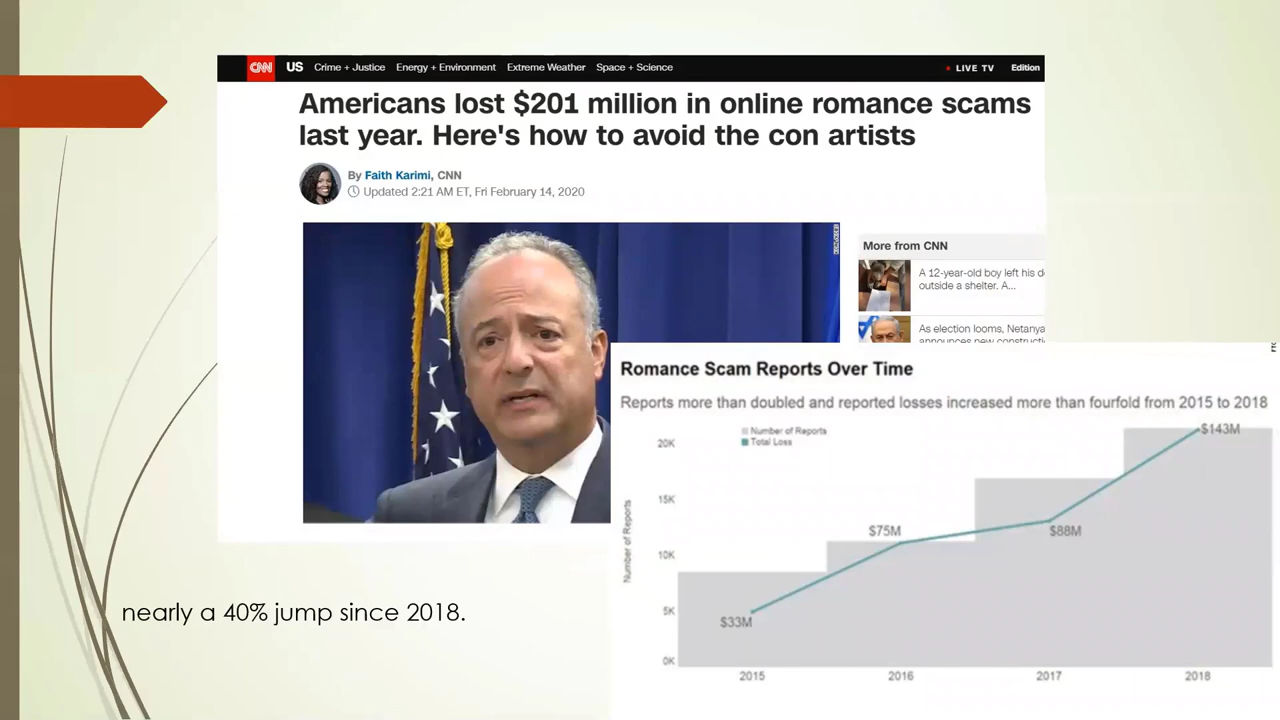 CNN US Crime + Justice Energy + Environment Extreme Weather Space + Science LIVE TV Edition
Americans lost $201 million in online romance scams
last year. Here's how to avoid the con artists
By Faith Karimi, CNN
Updated 2:21 AM ET, Fri February 14, 2020
More from CNN
A 12-year-old boy left his d
outside a shelter. A...
As election looms, Netanya
announces new constructi
Romance Scam Reports Over Time
Reports more than doubled and reported losses increased more than fourfold from 2015 to 2018
Number of Reports
Total Loss
Number of Reports
20K
15K
10K
5K
0K
$33M
$75M
$88M
$143M
2015 2016 2017 2018
FTC
nearly a 40% jump since 2018.